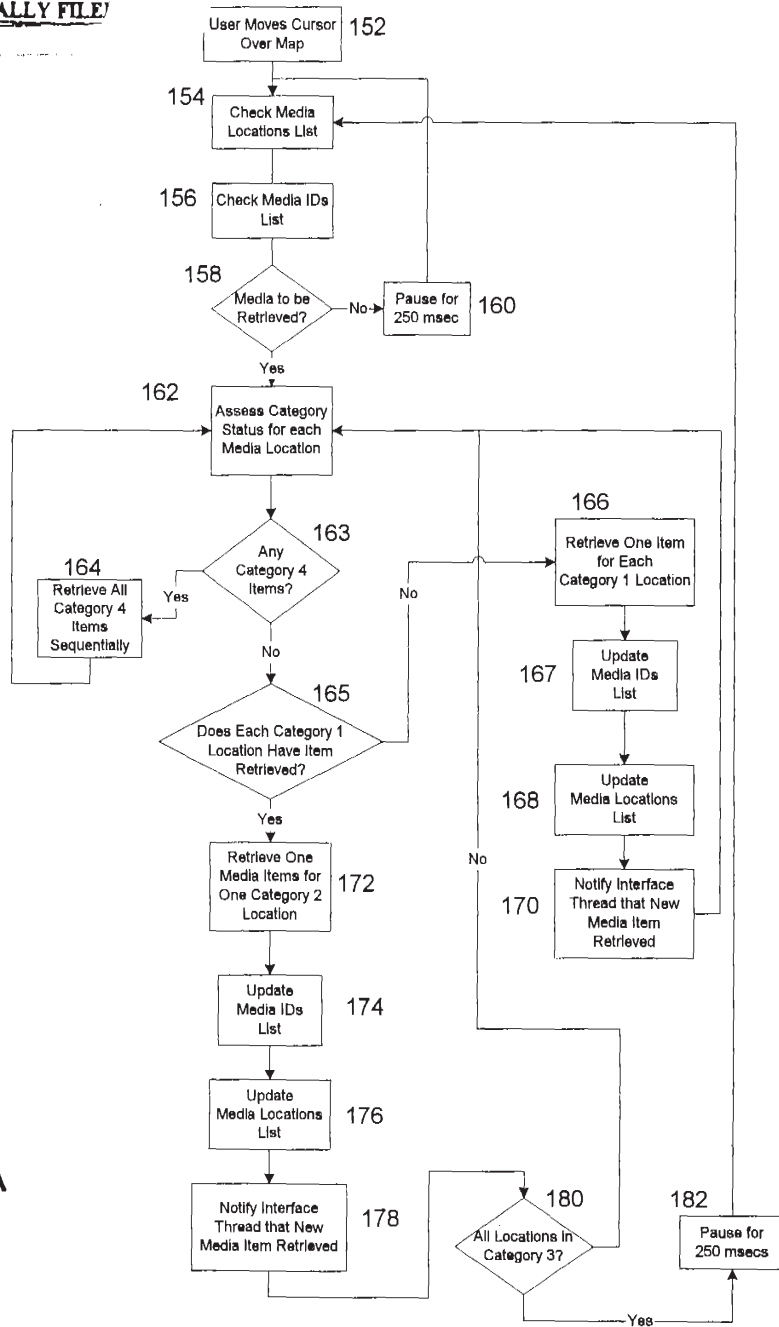 ALLY FILE
User Moves Cursor
Over Map
152
154
Check Media
Locations List
156
Check Media IDs
List
158
Media to be
Retrieved?
No
Pause for
250 msec
160
Yes
162
Assess Category
Status for each
Media Location
163
Any
Category 4
Items?
164
Retrieve All
Category 4
Items
Sequentially
Yes
No
165
Does Each Category 1
Location Have Item
Retrieved?
No
166
Retrieve One Item
for Each
Category 1 Location
167
Update
Media IDs
List
168
Update
Media Locations
List
170
Notify Interface
Thread that New
Media Item
Retrieved
Yes
Retrieve One
Media Items for
One Category 2
Location
172
No
Update
Media IDs
List
174
Update
Media Locations
List
176
Notify Interface
Thread that New
Media Item Retrieved
178
180
All Locations in
Category 3?
182
Pause for
250 msecs
Yes